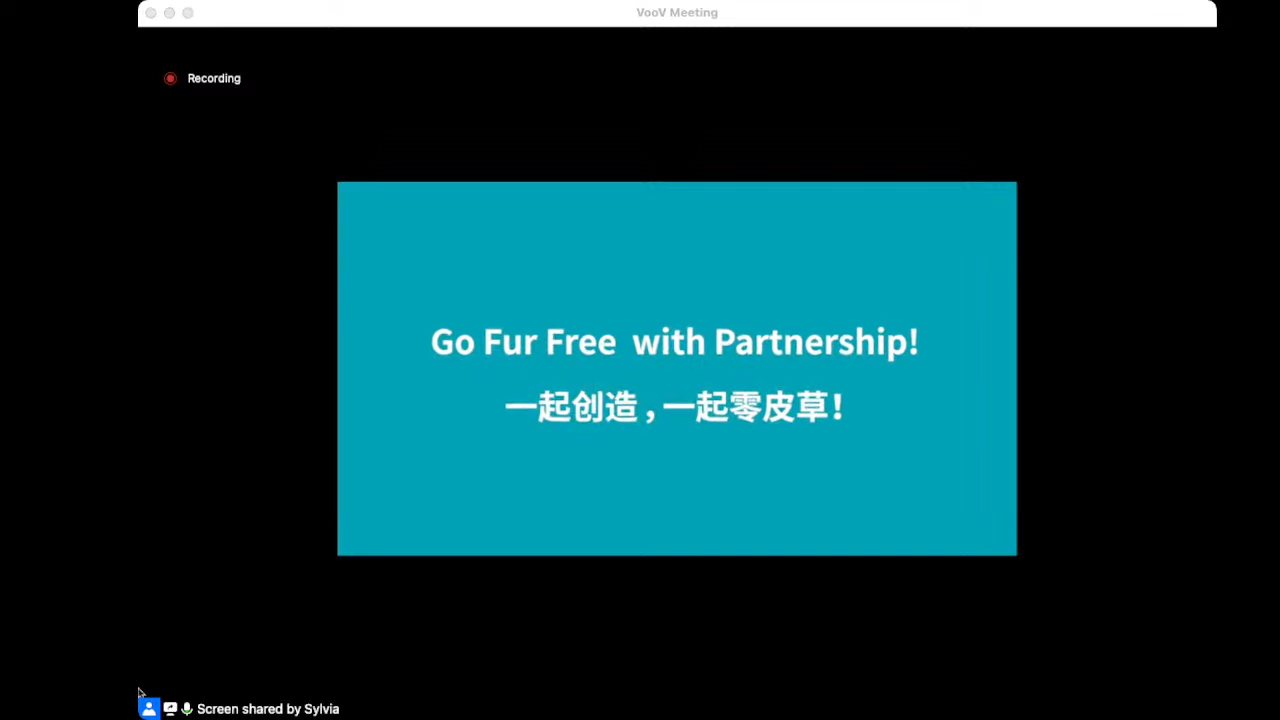 VooV Meeting
Recording
Go Fur Free with Partnership!
一起创造，一起零皮草！
Screen shared by Sylvia